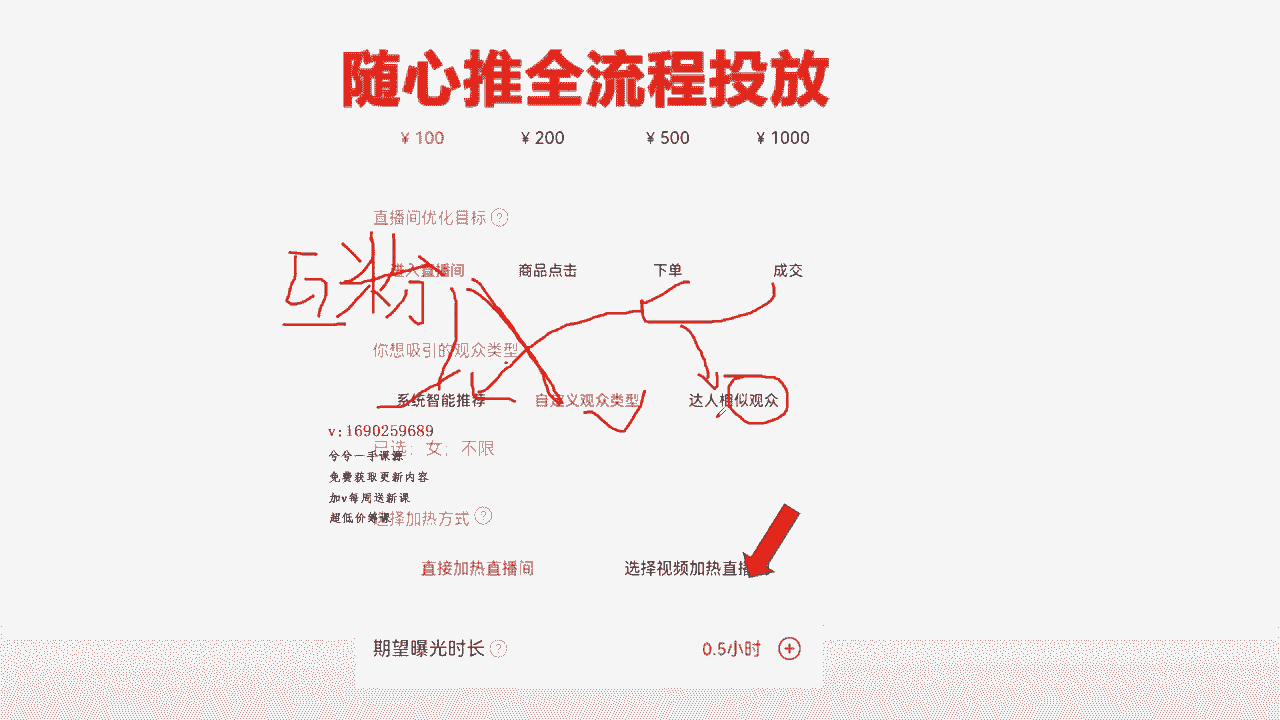 随心推全流程投放
¥ 100 ¥ 200 ¥ 500 ¥ 1000
直播间优化目标 ?
互粉
进入直播间 商品点击 下单 成交
你想吸引的观众类型
系统智能推荐 自定义观众类型 达人相似观众
v:1690259689
已选：女；不限
兮兮一手课源
免费获取更新内容
加v每周送新课
超低价筹课
选择加热方式 ?
直接加热直播间 选择视频加热直播
期望曝光时长 ? 0.5小时 +